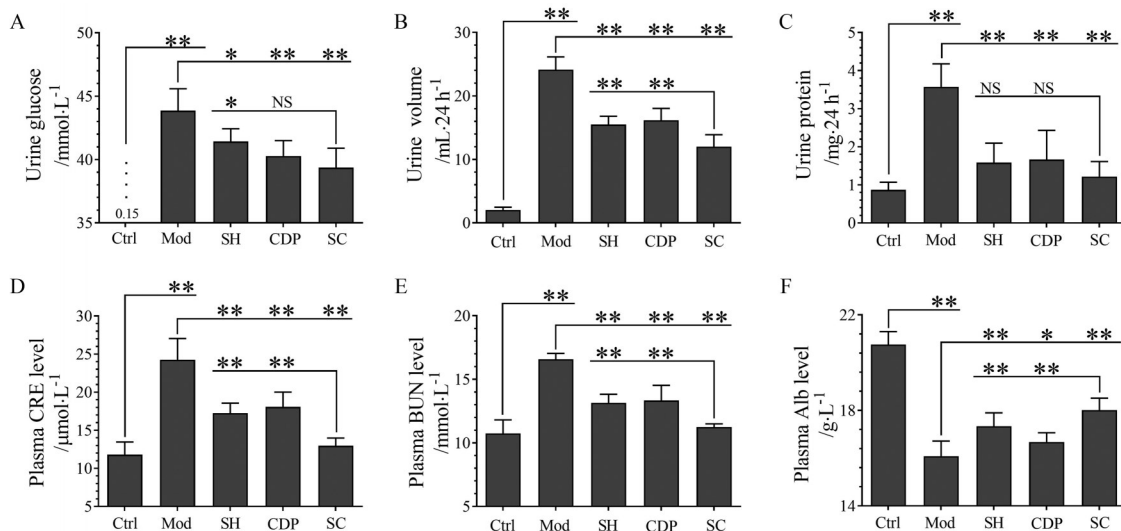 A
Urine glucose
/mmol·L⁻¹
45
40
35
0.15
** 
* ** **
* NS
Ctrl Mod SH CDP SC
B
Urine volume
/mL·24 h⁻¹
30
20
10
0
**
** ** **
** **
Ctrl Mod SH CDP SC
C
Urine protein
/mg·24 h⁻¹
5
4
3
2
1
0
**
** ** **
NS NS
Ctrl Mod SH CDP SC
D
Plasma CRE level
/μmol·L⁻¹
30
25
20
15
10
5
**
** ** **
** **
Ctrl Mod SH CDP SC
E
Plasma BUN level
/mmol·L⁻¹
20
15
10
5
**
** ** **
** **
Ctrl Mod SH CDP SC
F
Plasma Alb level
/g·L⁻¹
22
18
14
**
** * **
** **
Ctrl Mod SH CDP SC